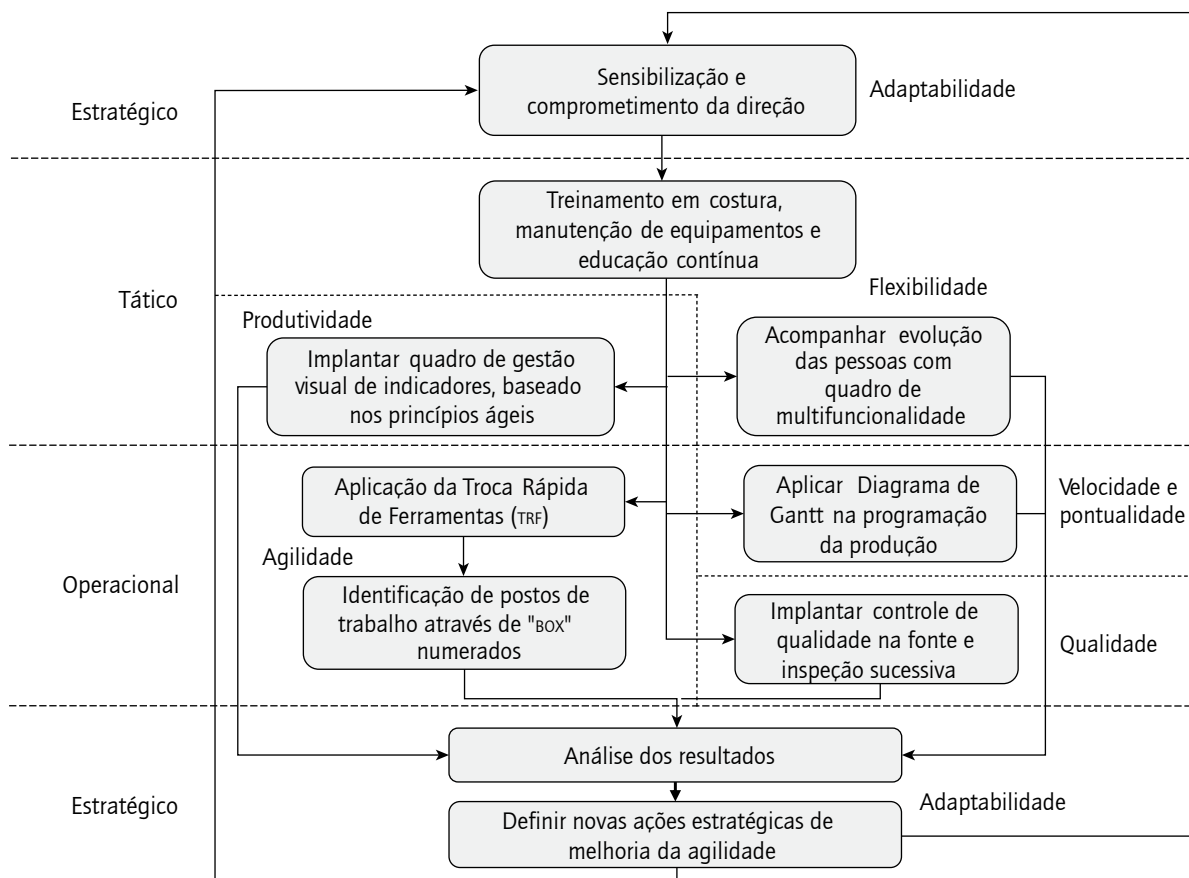 Sensibilização e
comprometimento da direção
Adaptabilidade
Estratégico
Treinamento em costura,
manutenção de equipamentos e
educação contínua
Flexibilidade
Tático
Produtividade
Implantar quadro de gestão
visual de indicadores, baseado
nos princípios ágeis
Acompanhar evolução
das pessoas com
quadro de
multifuncionalidade
Aplicação da Troca Rápida
de Ferramentas (TRF)
Aplicar Diagrama de
Gantt na programação
da produção
Velocidade e
pontualidade
Agilidade
Operacional
Identificação de postos de
trabalho através de "BOX"
numerados
Implantar controle de
qualidade na fonte e
inspeção sucessiva
Qualidade
Análise dos resultados
Estratégico
Adaptabilidade
Definir novas ações estratégicas de
melhoria da agilidade